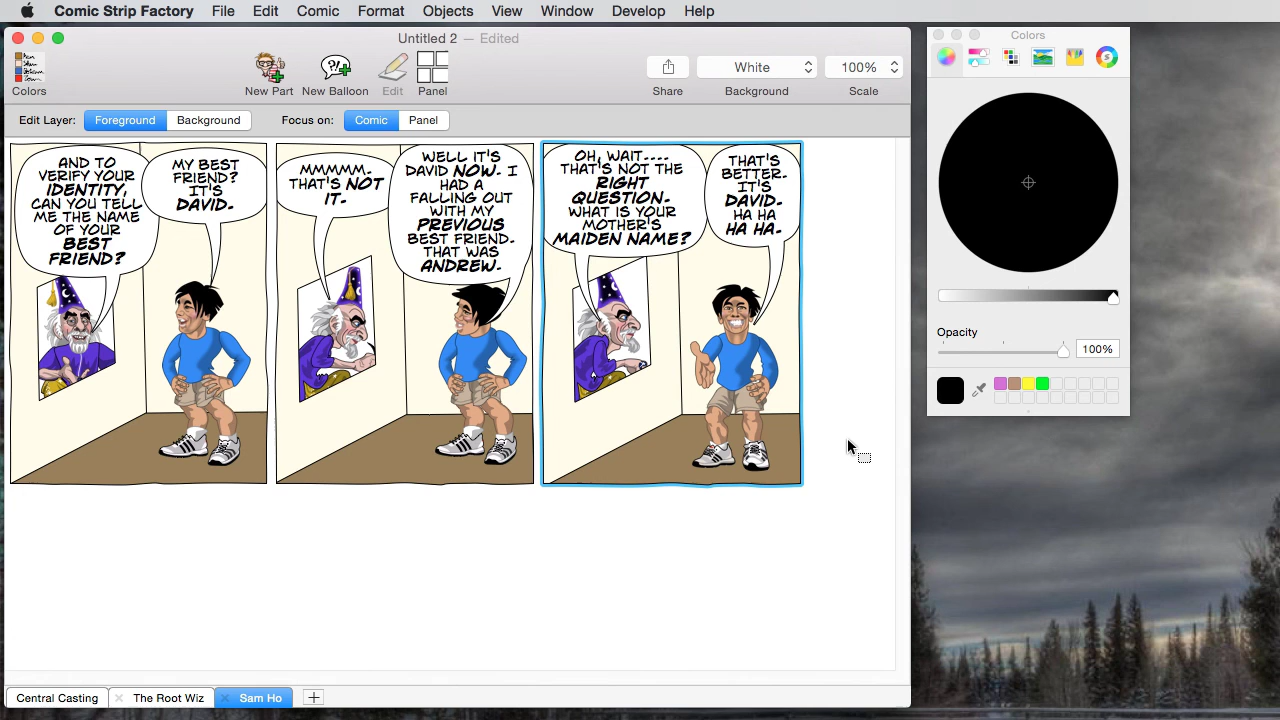 Comic Strip Factory File Edit Comic Format Objects View Window Develop Help
Untitled 2 — Edited
Colors
New Part
New Balloon
Edit
Panel
Share
White
Background
100%
Scale
Edit Layer: Foreground Background Focus on: Comic Panel
AND TO
VERIFY YOUR
IDENTITY,
CAN YOU TELL
ME THE NAME
OF YOUR
BEST
FRIEND?
MY BEST
FRIEND?
IT'S
DAVID.
MMMMM.
THAT'S NOT
IT.
WELL IT'S
DAVID NOW. I
HAD A
FALLING OUT
WITH MY
PREVIOUS
BEST FRIEND.
THAT WAS
ANDREW.
OH, WAIT....
THAT'S NOT THE
RIGHT
QUESTION.
WHAT IS YOUR
MOTHER'S
MAIDEN NAME?
THAT'S
BETTER.
IT'S
DAVID.
HA HA
HA HA.
Central Casting
The Root Wiz
Sam Ho
Colors
Opacity
100%